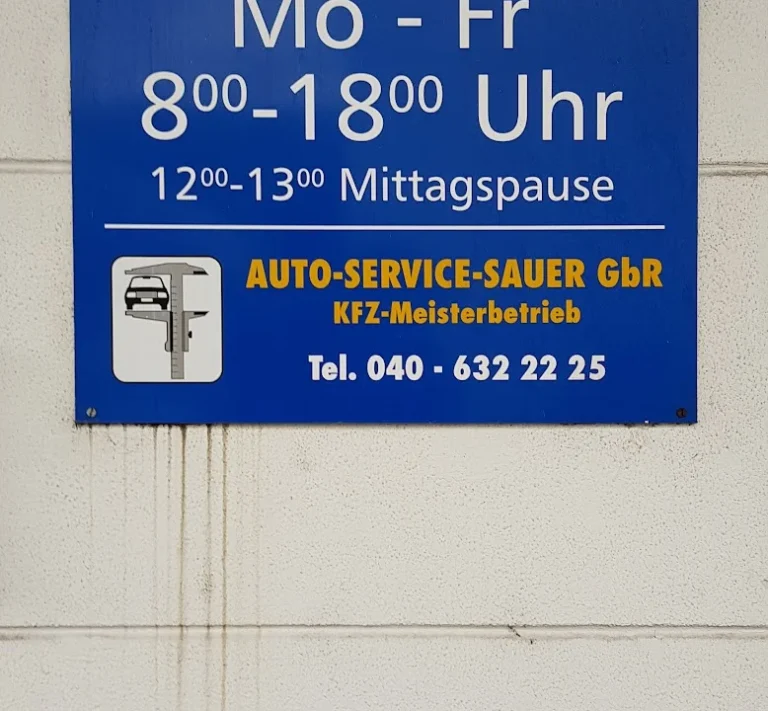 Mo - Fr
8⁰⁰-18⁰⁰ Uhr
12⁰⁰-13⁰⁰ Mittagspause
AUTO-SERVICE-SAUER GbR
KFZ-Meisterbetrieb
Tel. 040 - 632 22 25